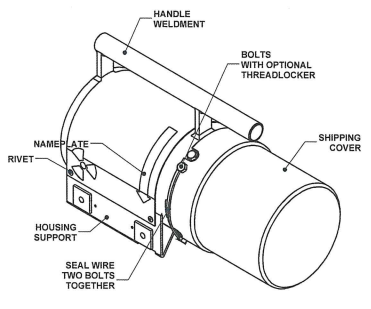 HANDLE
WELDMENT
BOLTS
WITH OPTIONAL
THREADLOCKER
SHIPPING
COVER
NAMEPLATE
RIVET
HOUSING
SUPPORT
SEAL WIRE
TWO BOLTS
TOGETHER